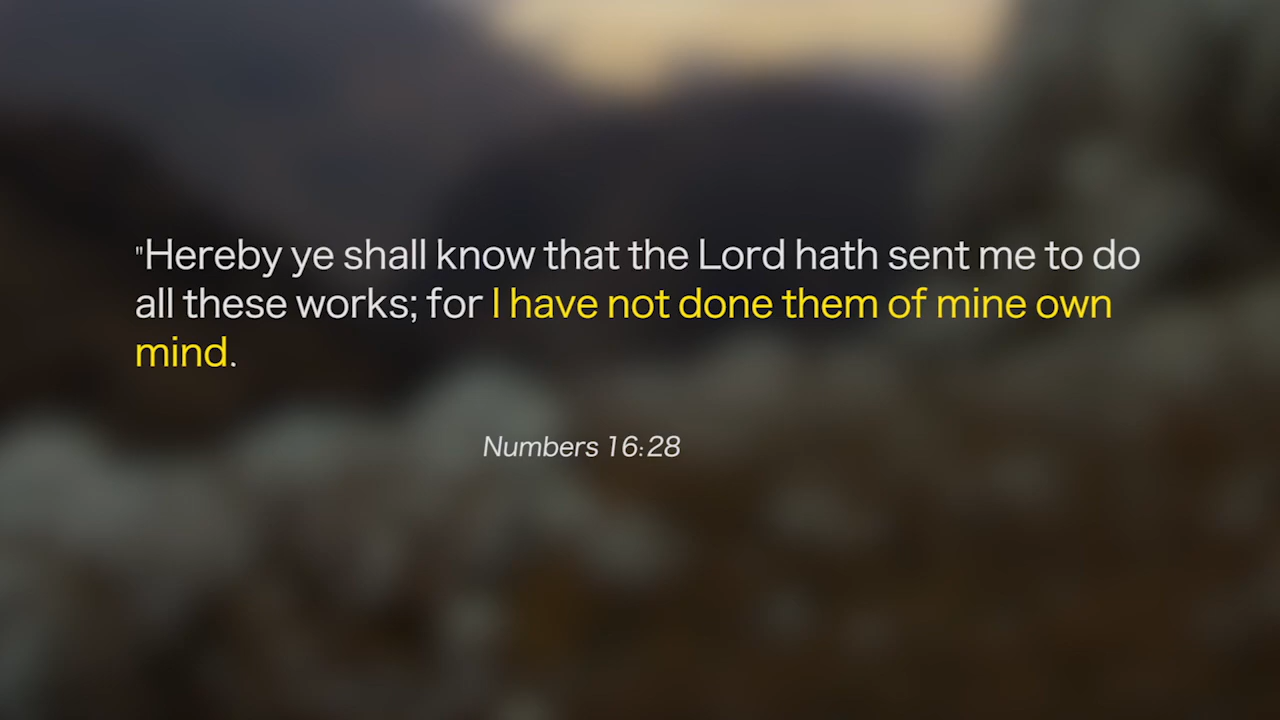 "Hereby ye shall know that the Lord hath sent me to do
all these works; for I have not done them of mine own
mind.
Numbers 16:28